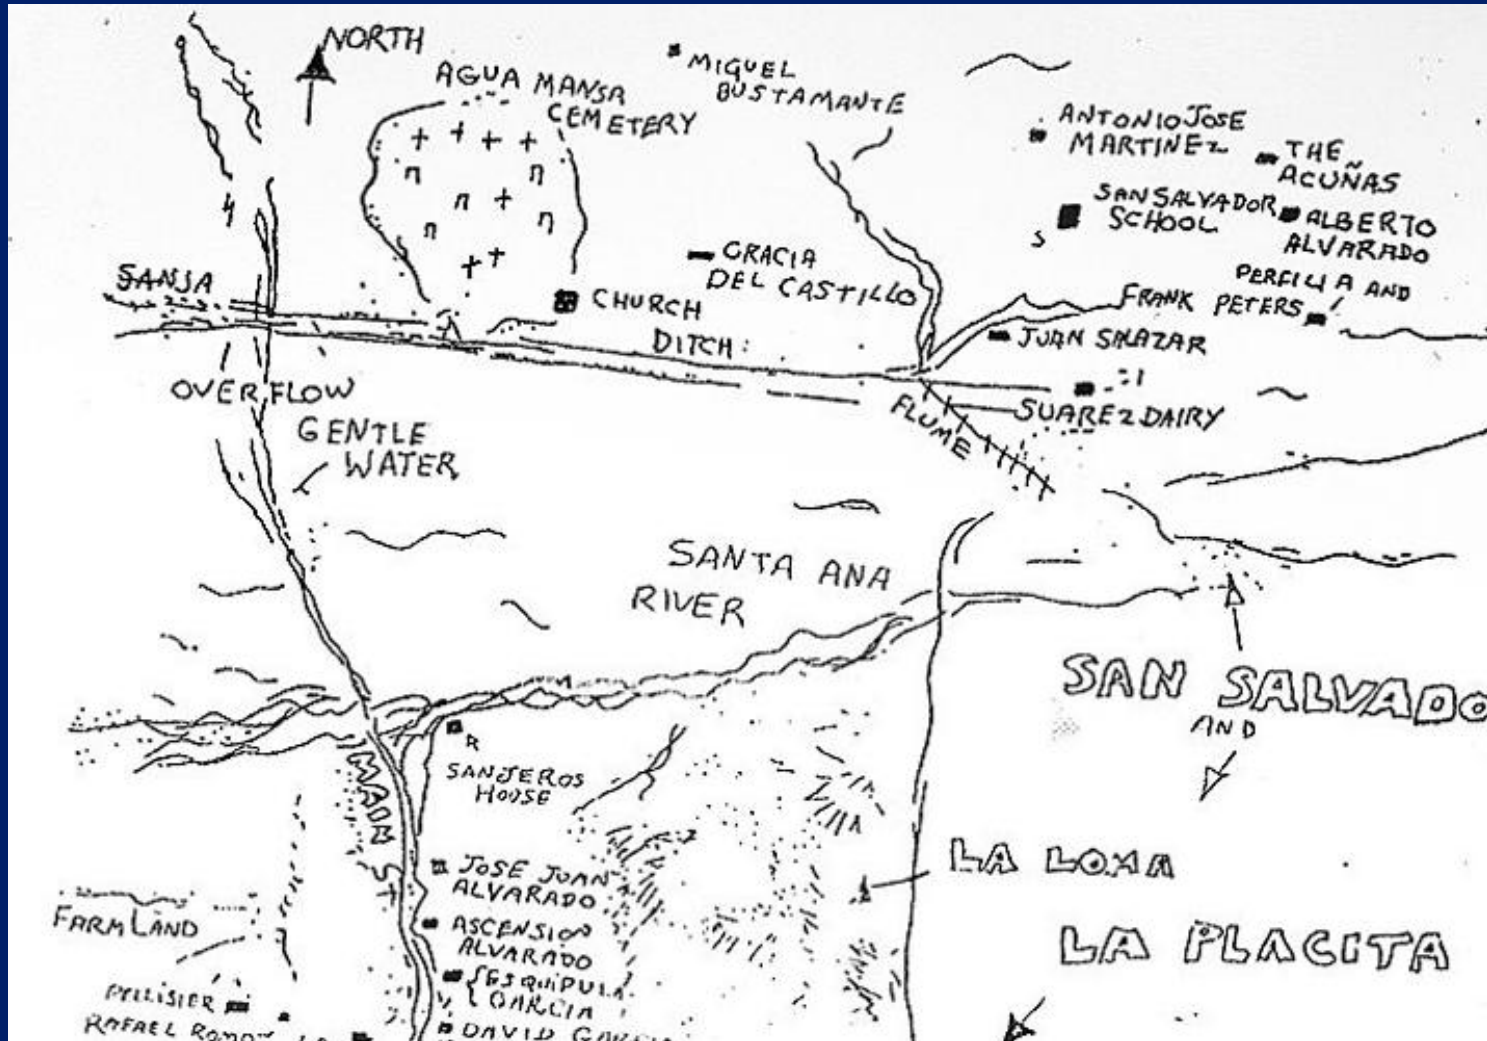 NORTH
AGUA MANSA
CEMETERY
MIGUEL
BUSTAMANTE
ANTONIO JOSE
MARTINEZ
THE
ACUÑAS
SAN SALVADOR
SCHOOL
ALBERTO
ALVARADO
S
GRACIA
DEL CASTILLO
PERFILIA AND
FRANK PETERS
SANJA
CHURCH
DITCH:
JUAN SALAZAR
OVERFLOW
FLUME
SUAREZ DAIRY
GENTLE
WATER
SANTA ANA
RIVER
SAN SALVADO
AND
SANJEROS
HOUSE
MAIN ST
LA LOMA
JOSE JUAN
ALVARADO
FARM LAND
ASCENSION
ALVARADO
LA PLACITA
ESQUIPULA
GARCIA
PELLISIER
RAFAEL
DAVID GARCIA